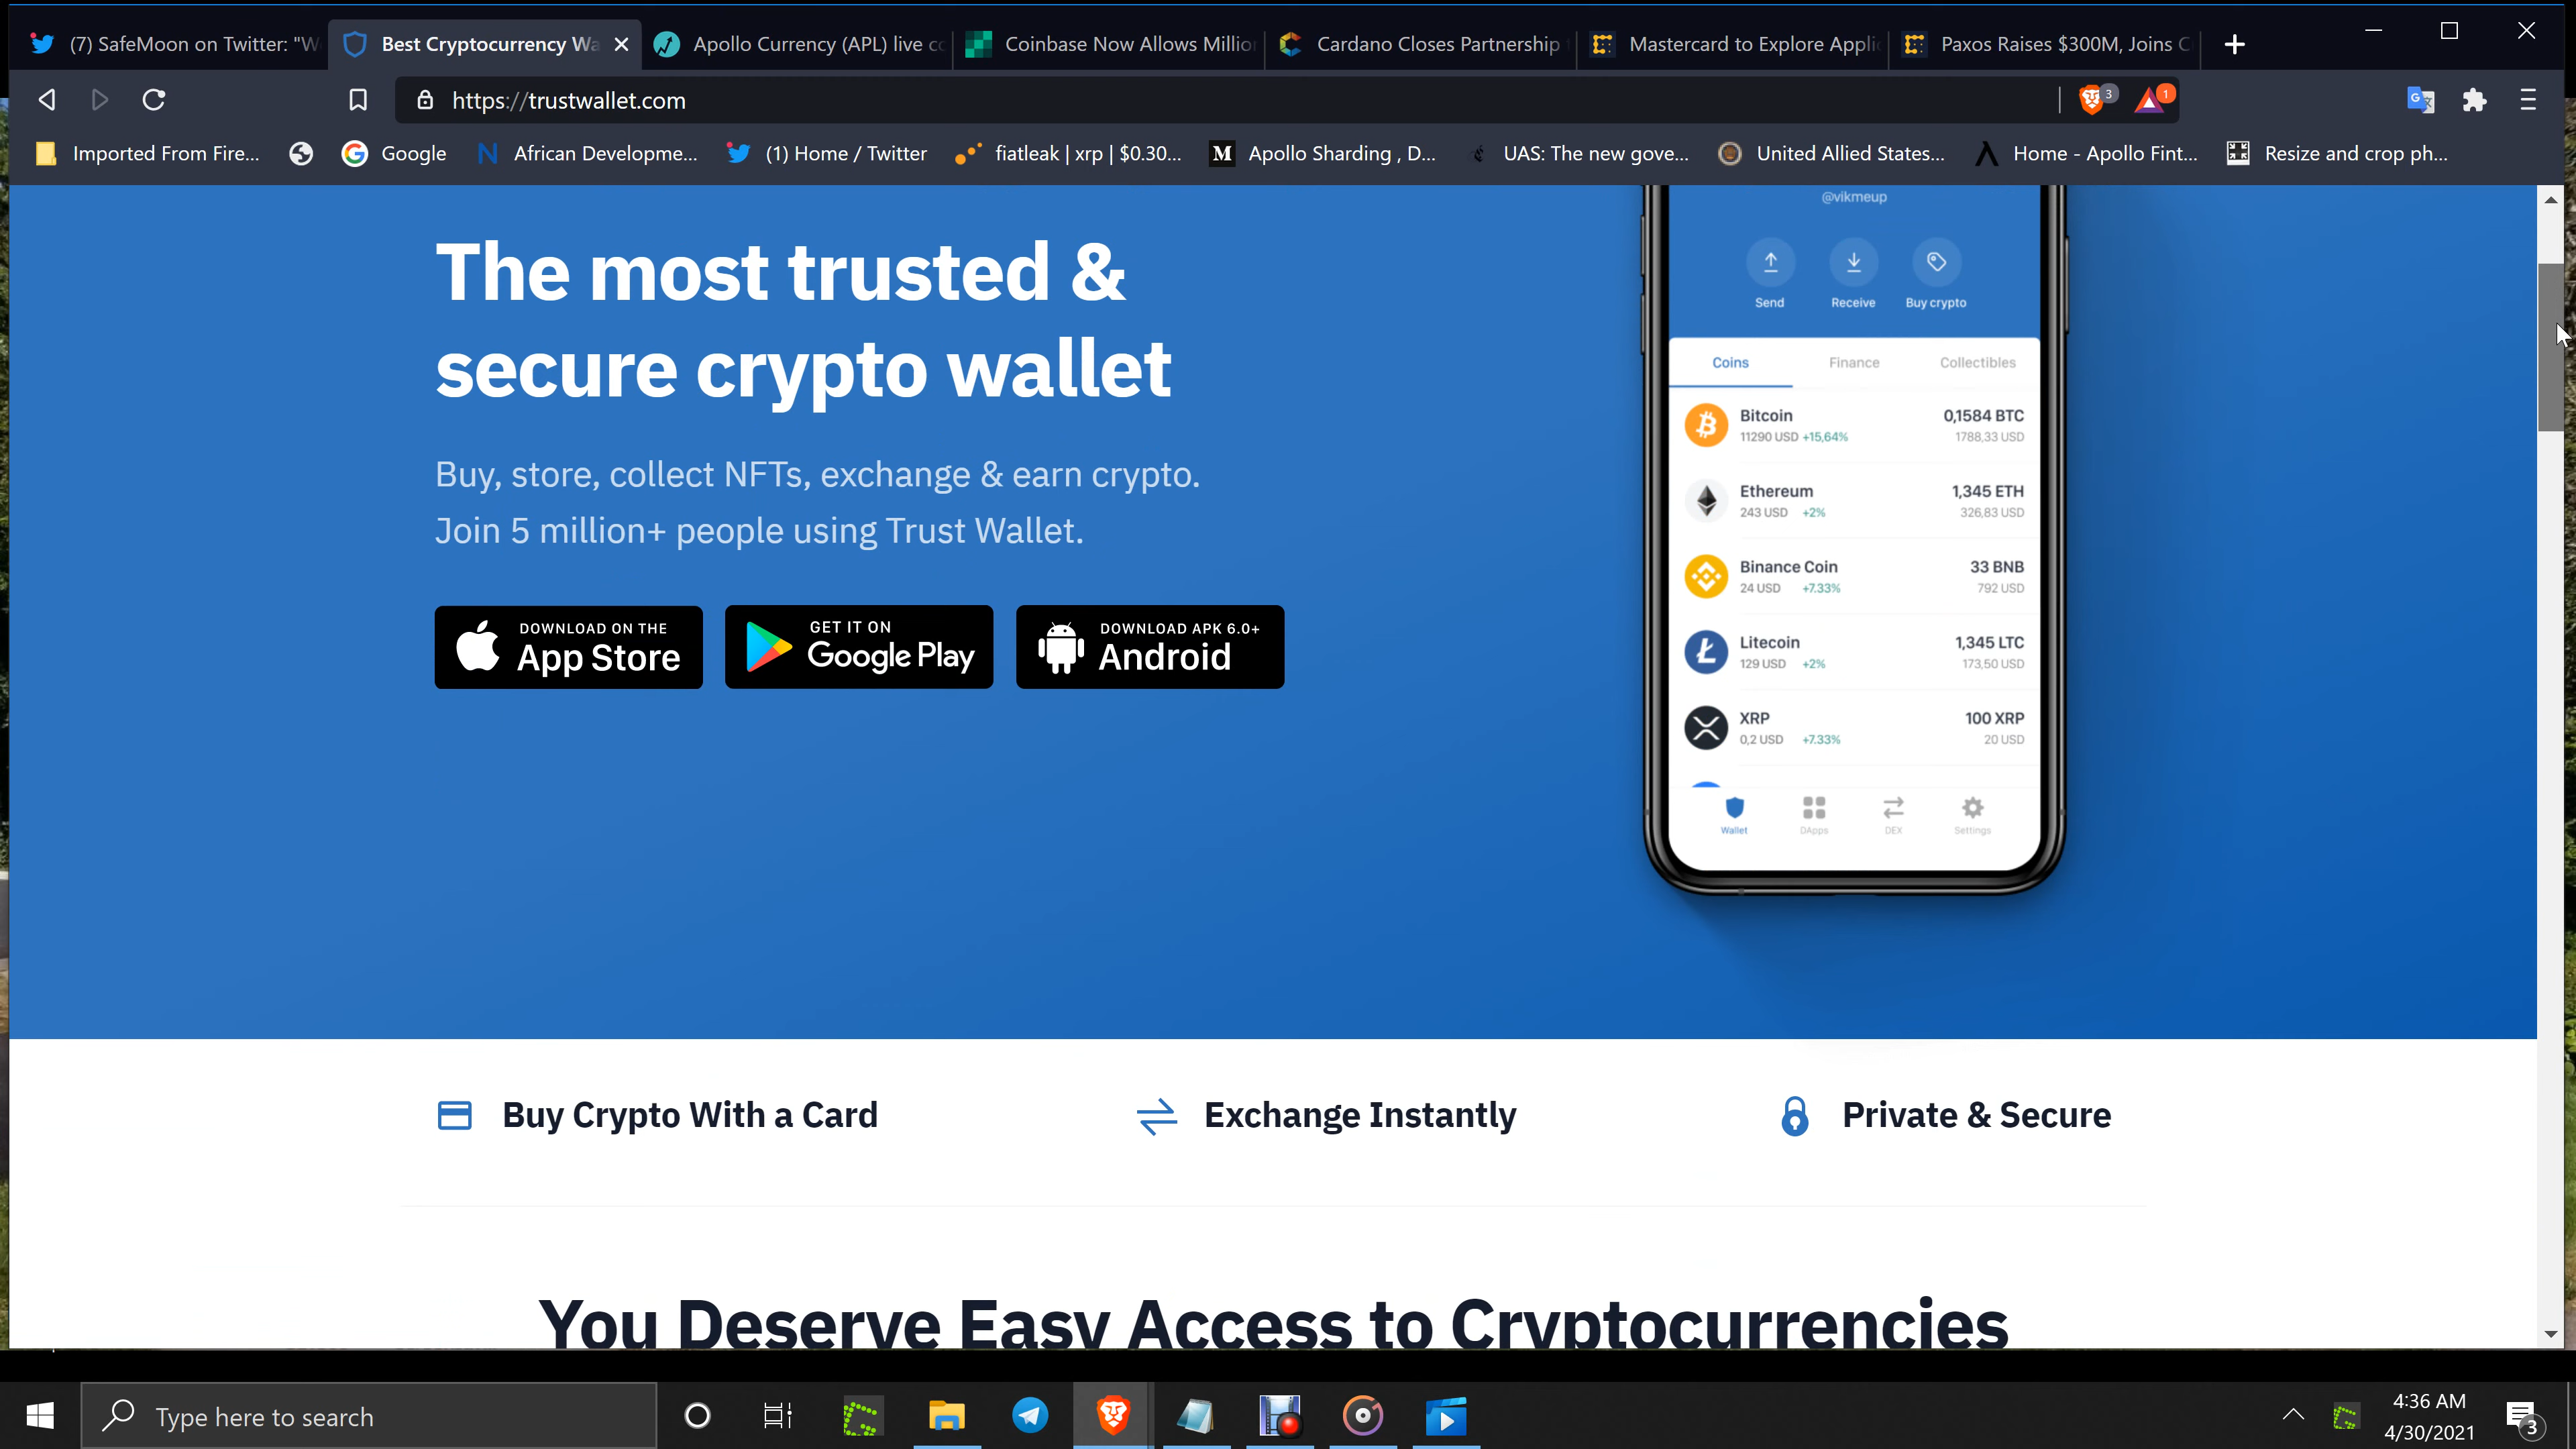 (7) SafeMoon on Twitter: "W
Best Cryptocurrency Wa
Apollo Currency (APL) live co
Coinbase Now Allows Millio
Cardano Closes Partnership
Mastercard to Explore Appli
Paxos Raises $300M, Joins C
https://trustwallet.com
3
1
Imported From Fire...
Google
African Developme...
(1) Home / Twitter
fiatleak | xrp | $0.30...
Apollo Sharding , D...
UAS: The new gove...
United Allied States...
Home - Apollo Fint...
Resize and crop ph...
@vikmeup
The most trusted &
secure crypto wallet
Buy, store, collect NFTs, exchange & earn crypto.
Join 5 million+ people using Trust Wallet.
DOWNLOAD ON THE
App Store
GET IT ON
Google Play
DOWNLOAD APK 6.0+
Android
Send
Receive
Buy crypto
Coins
Finance
Collectibles
Bitcoin
0,1584 BTC
11290 USD +15,64%
1788,33 USD
Ethereum
1,345 ETH
243 USD +2%
326,83 USD
Binance Coin
33 BNB
24 USD +7.33%
792 USD
Litecoin
1,345 LTC
129 USD +2%
173,50 USD
XRP
100 XRP
0,2 USD +7.33%
20 USD
Wallet
DApps
DEX
Settings
Buy Crypto With a Card
Exchange Instantly
Private & Secure
You Deserve Easy Access to Cryptocurrencies
Type here to search
4:36 AM
4/30/2021
3